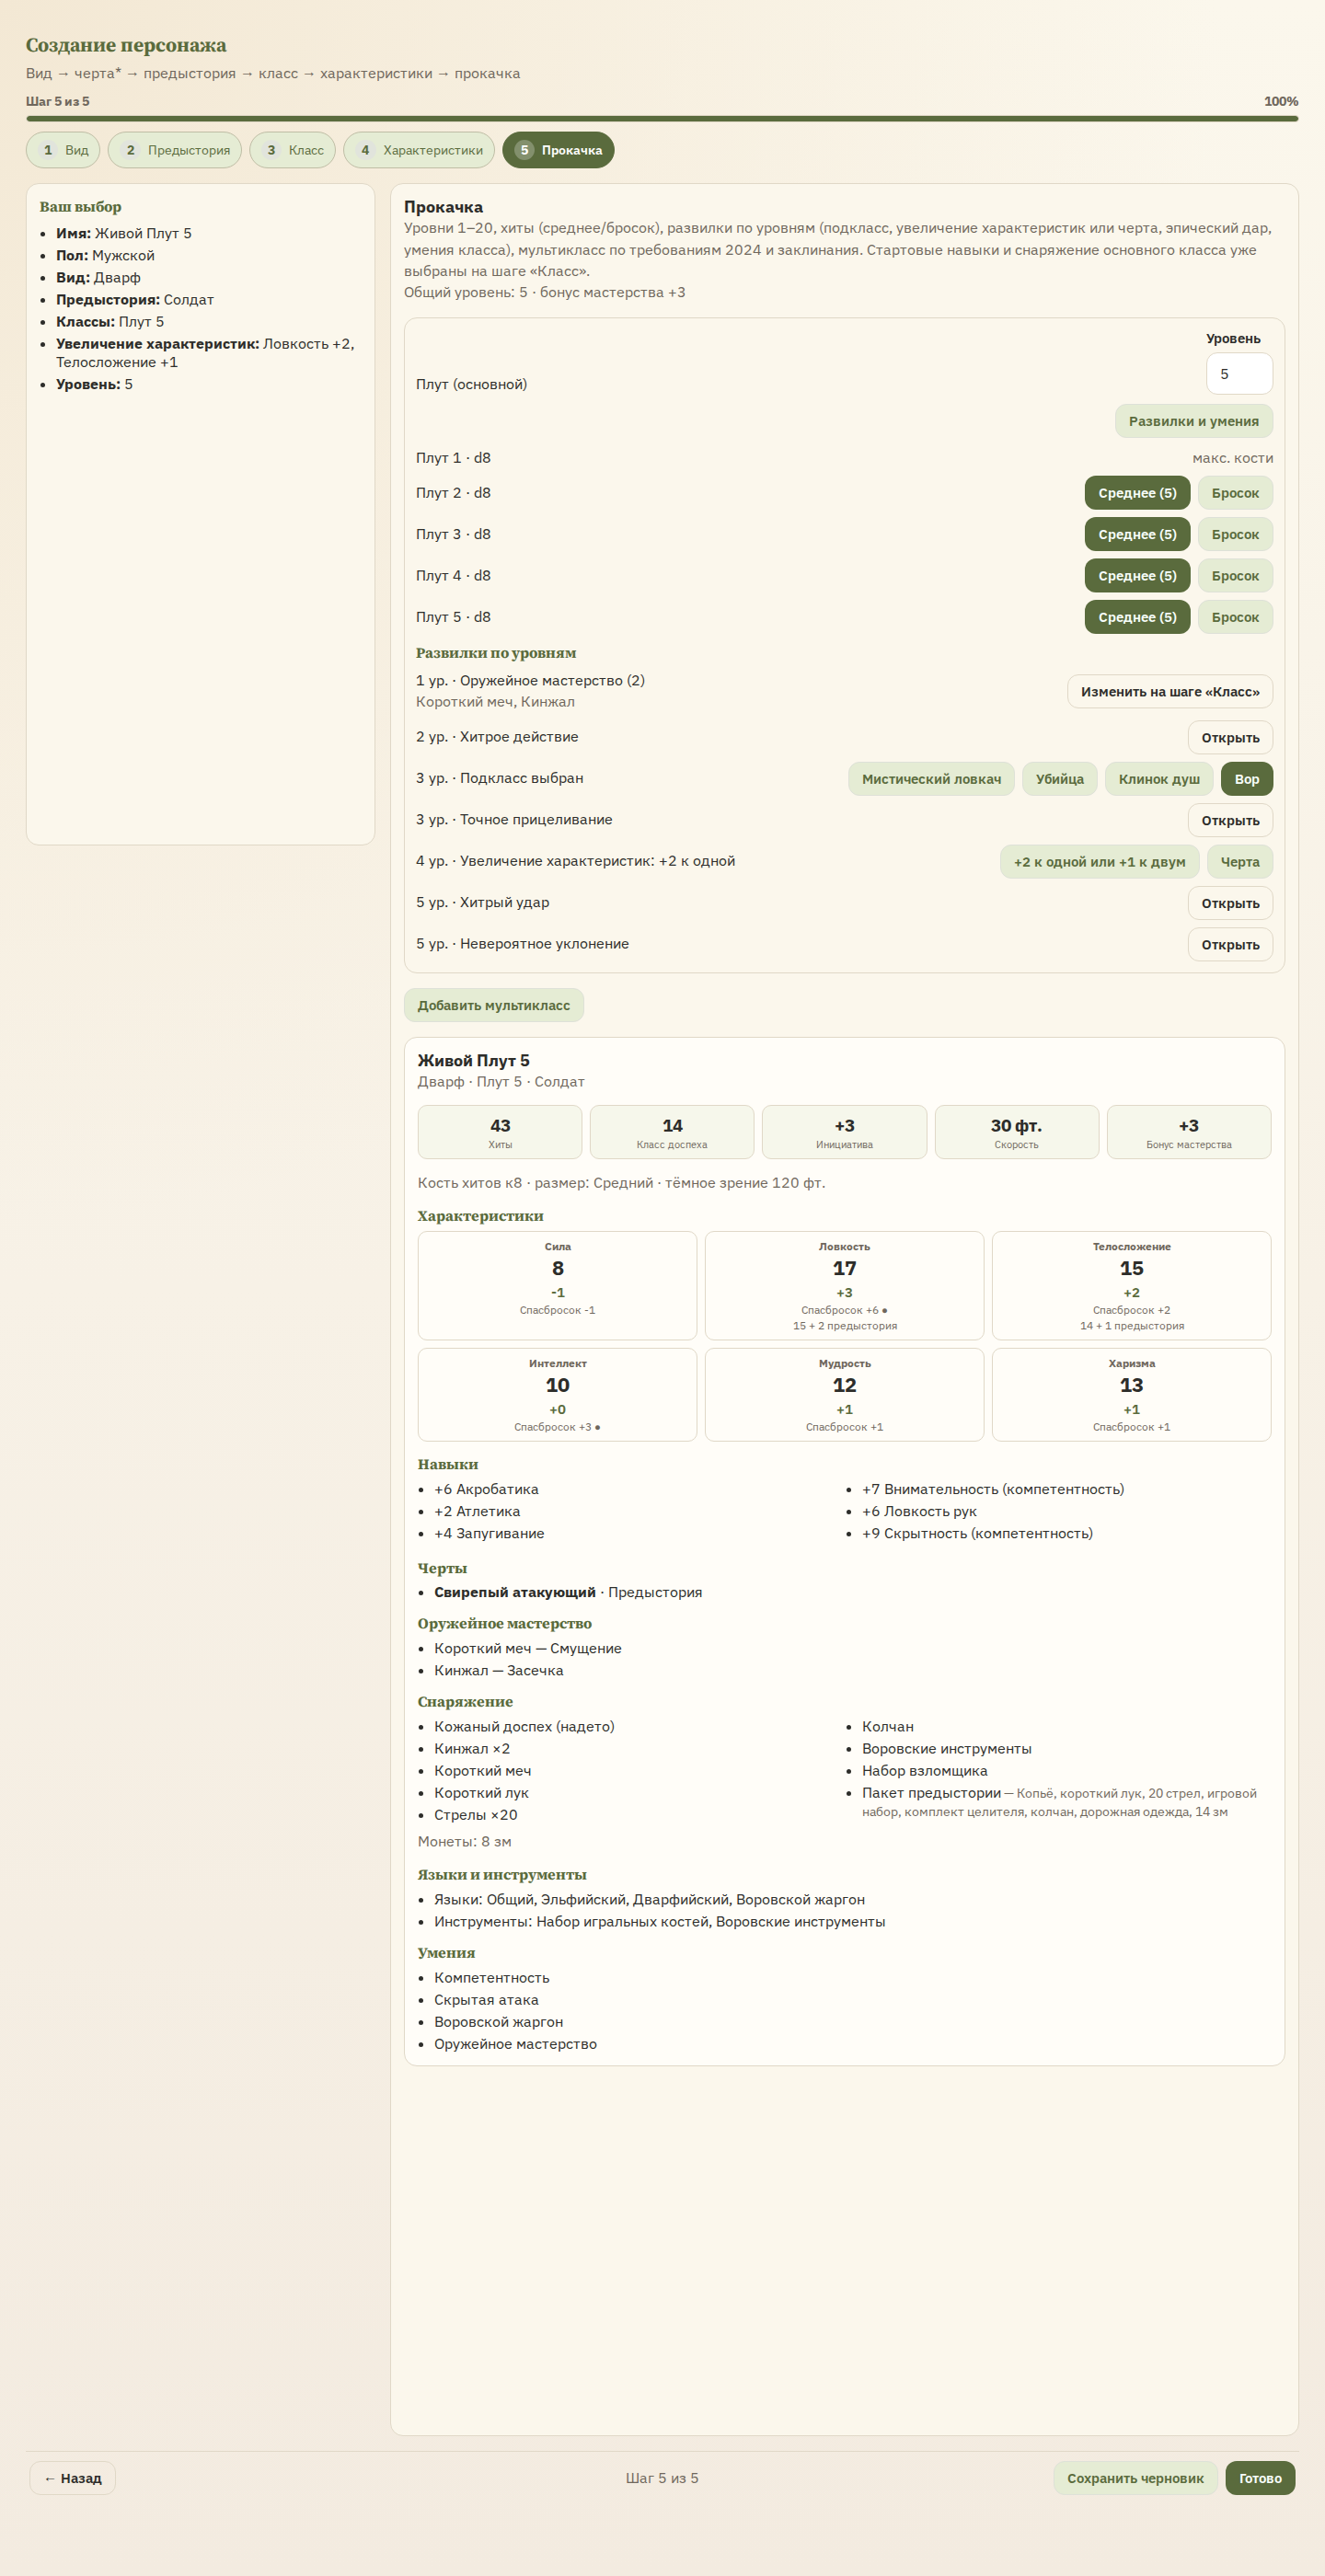 Создание персонажа
Вид → черта* → предыстория → класс → характеристики → прокачка
Шаг 5 из 5
100%
1 Вид
2 Предыстория
3 Класс
4 Характеристики
5 Прокачка
Ваш выбор
Имя: Живой Плут 5
Пол: Мужской
Вид: Дварф
Предыстория: Солдат
Классы: Плут 5
Увеличение характеристик: Ловкость +2,
Телосложение +1
Уровень: 5
Прокачка
Уровни 1–20, хиты (среднее/бросок), развилки по уровням (подкласс, увеличение характеристик или черта, эпический дар,
умения класса), мультикласс по требованиям 2024 и заклинания. Стартовые навыки и снаряжение основного класса уже
выбраны на шаге «Класс».
Общий уровень: 5 · бонус мастерства +3
Уровень
Плут (основной)
5
Развилки и умения
Плут 1 · d8
макс. кости
Плут 2 · d8
Среднее (5)
Бросок
Плут 3 · d8
Среднее (5)
Бросок
Плут 4 · d8
Среднее (5)
Бросок
Плут 5 · d8
Среднее (5)
Бросок
Развилки по уровням
1 ур. · Оружейное мастерство (2)
Короткий меч, Кинжал
Изменить на шаге «Класс»
2 ур. · Хитрое действие
Открыть
3 ур. · Подкласс выбран
Мистический ловкач
Убийца
Клинок душ
Вор
3 ур. · Точное прицеливание
Открыть
4 ур. · Увеличение характеристик: +2 к одной
+2 к одной или +1 к двум
Черта
5 ур. · Хитрый удар
Открыть
5 ур. · Невероятное уклонение
Открыть
Добавить мультикласс
Живой Плут 5
Дварф · Плут 5 · Солдат
43
Хиты
14
Класс доспеха
+3
Инициатива
30 фт.
Скорость
+3
Бонус мастерства
Кость хитов к8 · размер: Средний · тёмное зрение 120 фт.
Характеристики
Сила
8
-1
Спасбросок -1
Ловкость
17
+3
Спасбросок +6 ●
15 + 2 предыстория
Телосложение
15
+2
Спасбросок +2
14 + 1 предыстория
Интеллект
10
+0
Спасбросок +3 ●
Мудрость
12
+1
Спасбросок +1
Харизма
13
+1
Спасбросок +1
Навыки
+6 Акробатика
+2 Атлетика
+4 Запугивание
+7 Внимательность (компетентность)
+6 Ловкость рук
+9 Скрытность (компетентность)
Черты
Свирепый атакующий · Предыстория
Оружейное мастерство
Короткий меч — Смущение
Кинжал — Засечка
Снаряжение
Кожаный доспех (надето)
Кинжал ×2
Короткий меч
Короткий лук
Стрелы ×20
Колчан
Воровские инструменты
Набор взломщика
Пакет предыстории — Копьё, короткий лук, 20 стрел, игровой
набор, комплект целителя, колчан, дорожная одежда, 14 зм
Монеты: 8 зм
Языки и инструменты
Языки: Общий, Эльфийский, Дварфийский, Воровской жаргон
Инструменты: Набор игральных костей, Воровские инструменты
Умения
Компетентность
Скрытая атака
Воровской жаргон
Оружейное мастерство
← Назад
Шаг 5 из 5
Сохранить черновик
Готово